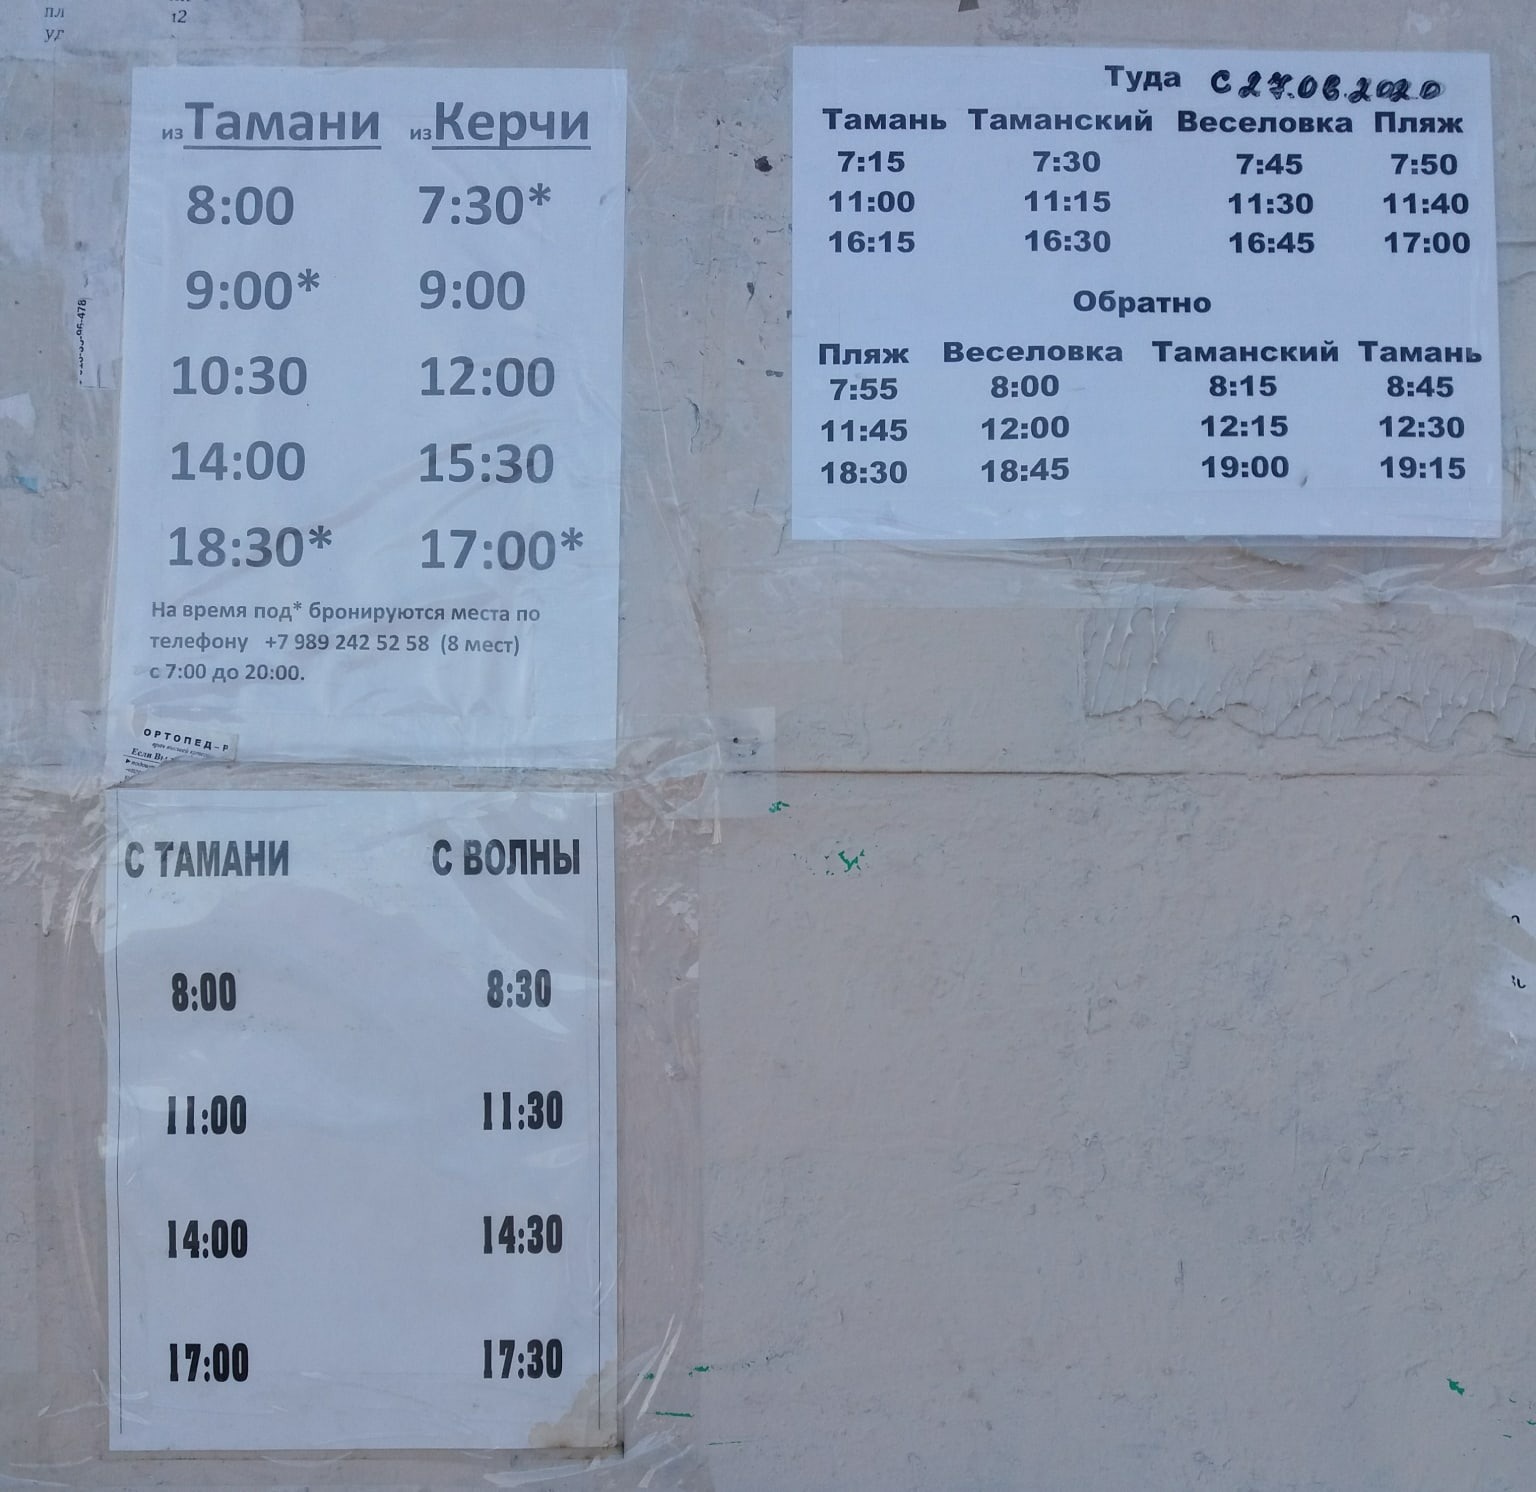 пл
уг
12
из Тамани из Керчи
8:00 7:30*
9:00* 9:00
10:30 12:00
14:00 15:30
18:30* 17:00*
На время под* бронируются места по
телефону +7 989 242 52 58 (8 мест)
с 7:00 до 20:00.
ОРТОПЕД-Р
Если Вы
Туда С 27.06.2020
Тамань Таманский Веселовка Пляж
7:15 7:30 7:45 7:50
11:00 11:15 11:30 11:40
16:15 16:30 16:45 17:00
Обратно
Пляж Веселовка Таманский Тамань
7:55 8:00 8:15 8:45
11:45 12:00 12:15 12:30
18:30 18:45 19:00 19:15
С ТАМАНИ С ВОЛНЫ
8:00 8:30
11:00 11:30
14:00 14:30
17:00 17:30